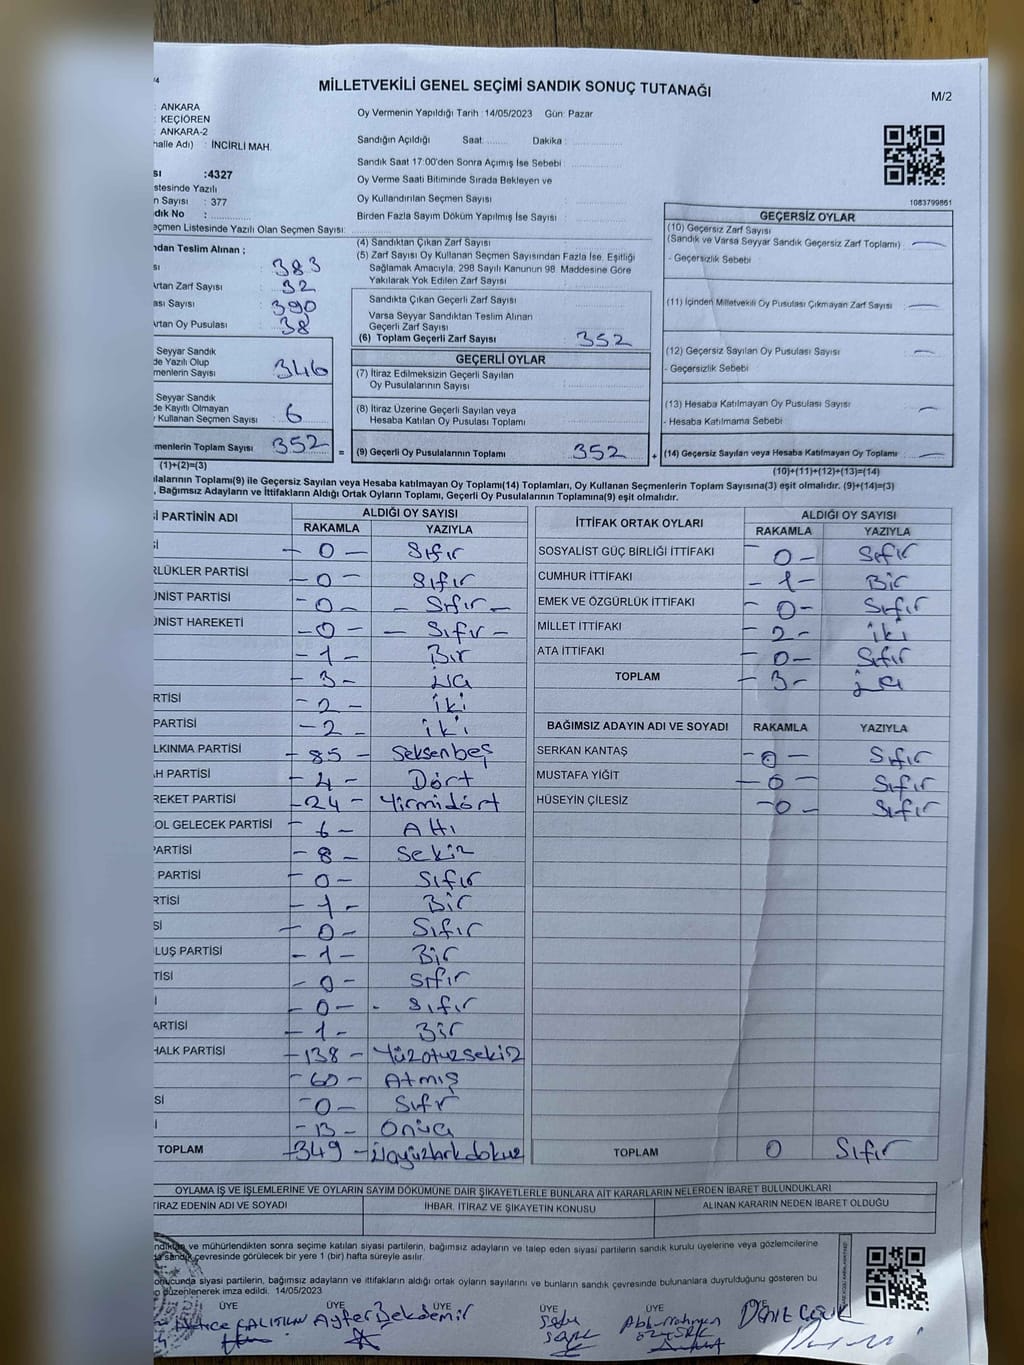 MİLLETVEKİLİ GENEL SEÇİMİ SANDIK SONUÇ TUTANAĞI
M/2
: ANKARA
: KEÇİÖREN
: ANKARA-2
halle Adı) : İNCİRLİ MAH.
Oy Vermenin Yapıldığı Tarih :14/05/2023 Gün: Pazar
Sandığın Açıldığı Saat: Dakika :
Sandık Saat 17:00'den Sonra Açımış İse Sebebi :
Oy Verme Saati Bitiminde Sırada Bekleyen ve
Oy Kullandırılan Seçmen Sayısı :
Birden Fazla Sayım Döküm Yapılmış İse Sayısı :
1083799861
sı :4327
stesinde Yazılı
n Sayısı : 377
dık No :
eçmen Listesinde Yazılı Olan Seçmen Sayısı:
ndan Teslim Alınan ;
sı : 383
Artan Zarf Sayısı : 32
ası Sayısı : 390
Artan Oy Pusulası : 38
Seyyar Sandık
de Yazılı Olup
menlerin Sayısı : 346
Seyyar Sandık
de Kayıtlı Olmayan
Kullanan Seçmen Sayısı : 6
menlerin Toplam Sayısı : 352 =
(1)+(2)=(3)
(4) Sandıktan Çıkan Zarf Sayısı :
(5) Zarf Sayısı Oy Kullanan Seçmen Sayısından Fazla İse, Eşitliği
Sağlamak Amacıyla, 298 Sayılı Kanunun 98. Maddesine Göre
Yakılarak Yok Edilen Zarf Sayısı :
Sandıkta Çıkan Geçerli Zarf Sayısı :
Varsa Seyyar Sandıktan Teslim Alınan
Geçerli Zarf Sayısı
(6) Toplam Geçerli Zarf Sayısı : 352
GEÇERLİ OYLAR
(7) İtiraz Edilmeksizin Geçerli Sayılan
Oy Pusulalarının Sayısı :
(8) İtiraz Üzerine Geçerli Sayılan veya
Hesaba Katılan Oy Pusulası Toplamı :
(9) Geçerli Oy Pusulalarının Toplamı : 352 +
GEÇERSİZ OYLAR
(10) Geçersiz Zarf Sayısı
(Sandık ve Varsa Seyyar Sandık Geçersiz Zarf Toplamı) : —
- Geçersizlik Sebebi :
(11) İçinden Milletvekili Oy Pusulası Çıkmayan Zarf Sayısı : —
(12) Geçersiz Sayılan Oy Pusulası Sayısı : —
- Geçersizlik Sebebi :
(13) Hesaba Katılmayan Oy Pusulası Sayısı : —
- Hesaba Katılmama Sebebi :
(14) Geçersiz Sayılan veya Hesaba Katılmayan Oy Toplamı : —
(10)+(11)+(12)+(13)=(14)
ulalarının Toplamı(9) ile Geçersiz Sayılan veya Hesaba katılmayan Oy Toplamı(14) Toplamları, Oy Kullanan Seçmenlerin Toplam Sayısına(3) eşit olmalıdır. (9)+(14)=(3)
, Bağımsız Adayların ve İttifakların Aldığı Ortak Oyların Toplamı, Geçerli Oy Pusulalarının Toplamına(9) eşit olmalıdır.
İ PARTİNİN ADI ALDIĞI OY SAYISI
RAKAMLA YAZIYLA
Sİ - 0 - Sıfır
RLÜKLER PARTİSİ - 0 - Sıfır
ÜNİST PARTİSİ - 0 - - Sıfır -
ÜNİST HAREKETİ - 0 - - Sıfır -
- 1 - Bir
- 3 - üç
RTİSİ - 2 - iki
PARTİSİ - 2 - iki
LKINMA PARTİSİ - 85 - Seksenbeş
H PARTİSİ - 4 - Dört
REKET PARTİSİ - 24 - Yirmidört
OL GELECEK PARTİSİ - 6 - Altı
PARTİSİ - 8 - Sekiz
PARTİSİ - 0 - Sıfır
RTİSİ - 1 - Bir
Sİ - 0 - Sıfır
LUŞ PARTİSİ - 1 - Bir
TİSİ - 0 - Sıfır
İ - 0 - - Sıfır
ARTİSİ - 1 - Bir
HALK PARTİSİ - 138 - Yüzotuzsekiz
- 60 - Atmış
Sİ - 0 - Sıfır
İ - 13 - Onüç
TOPLAM - 349 - Üçyüzkırkdokuz
İTTİFAK ORTAK OYLARI ALDIĞI OY SAYISI
RAKAMLA YAZIYLA
SOSYALİST GÜÇ BİRLİĞİ İTTİFAKI - 0 - Sıfır
CUMHUR İTTİFAKI - 1 - Bir
EMEK VE ÖZGÜRLÜK İTTİFAKI - 0 - Sıfır
MİLLET İTTİFAKI - 2 - iki
ATA İTTİFAKI - 0 - Sıfır
TOPLAM - 3 - üç
BAĞIMSIZ ADAYIN ADI VE SOYADI RAKAMLA YAZIYLA
SERKAN KANTAŞ - 0 - Sıfır
MUSTAFA YİĞİT - 0 - Sıfır
HÜSEYİN ÇİLESİZ - 0 - Sıfır
TOPLAM 0 Sıfır
OYLAMA İŞ VE İŞLEMLERİNE VE OYLARIN SAYIM DÖKÜMÜNE DAİR ŞİKAYETLERLE BUNLARA AİT KARARLARIN NELERDEN İBARET BULUNDUKLARI
TİRAZ EDENİN ADI VE SOYADI İHBAR, İTİRAZ VE ŞİKAYETİN KONUSU ALINAN KARARIN NEDEN İBARET OLDUĞU
ndıktan ve mühürlendikten sonra seçime katılan siyasi partilerin, bağımsız adayların ve talep eden siyasi partilerin sandık kurulu üyelerine veya gözlemcilerine
da sandık çevresinde görülecek bir yere 1 (bir) hafta süreyle asılır.
onucunda siyasi partilerin, bağımsız adayların ve ittifakların aldığı ortak oyların sayılarını ve bunların sandık çevresinde bulunanlara duyrulduğunu gösteren bu
düzenlenerek imza edildi. 14/05/2023
ÜYE ÜYE ÜYE ÜYE ÜYE
Ayfer Bekdemir